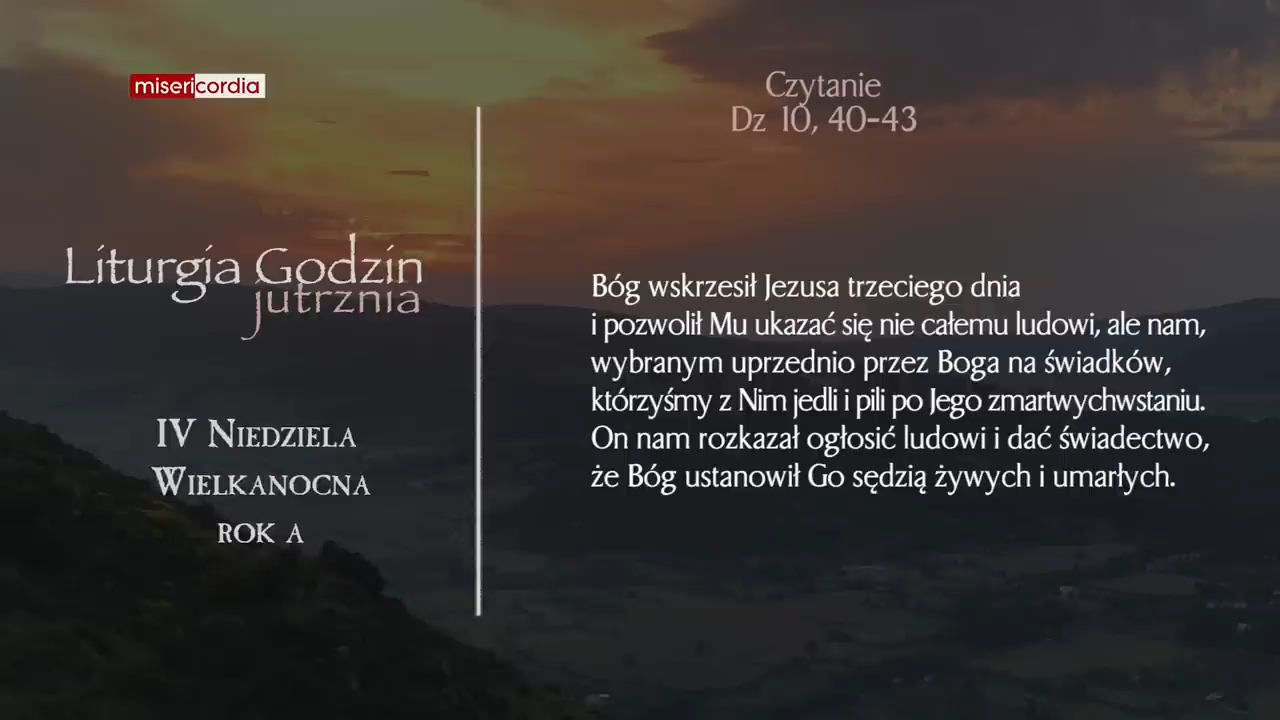 misericordia
Liturgia Godzin
jutrznia
IV Niedziela
Wielkanocna
rok A
Czytanie
Dz 10, 40-43
Bóg wskrzesił Jezusa trzeciego dnia
i pozwolił Mu ukazać się nie całemu ludowi, ale nam,
wybranym uprzednio przez Boga na świadków,
którzyśmy z Nim jedli i pili po Jego zmartwychwstaniu.
On nam rozkazał ogłosić ludowi i dać świadectwo,
że Bóg ustanowił Go sędzią żywych i umarłych.